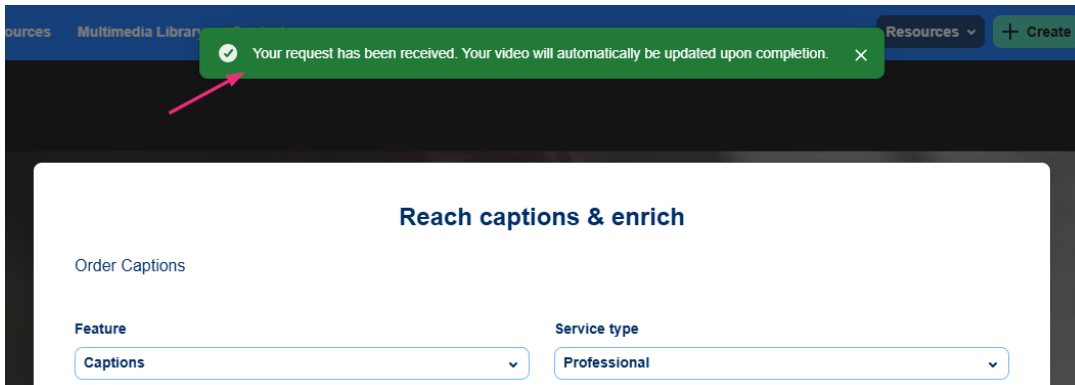 ources Multimedia Library
Resources
Create
Your request has been received. Your video will automatically be updated upon completion.
Reach captions & enrich
Order Captions
Feature
Service type
Captions
Professional